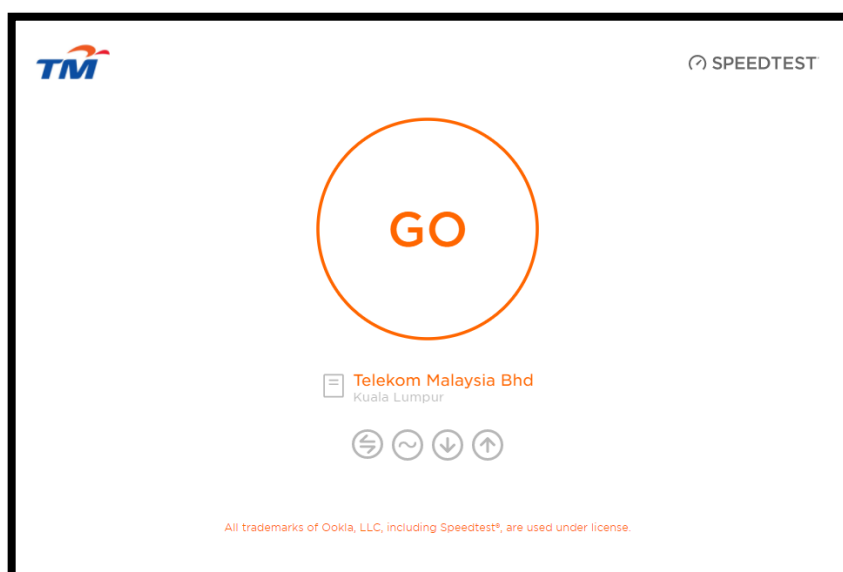 TM
SPEEDTEST
GO
Telekom Malaysia Bhd
Kuala Lumpur
All trademarks of Ookla, LLC, including Speedtest®, are used under license.